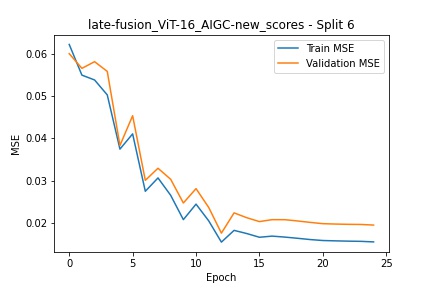 late-fusion_ViT-16_AIGC-new_scores - Split 6
Train MSE
Validation MSE
MSE
0.06
0.05
0.04
0.03
0.02
0 5 10 15 20 25
Epoch